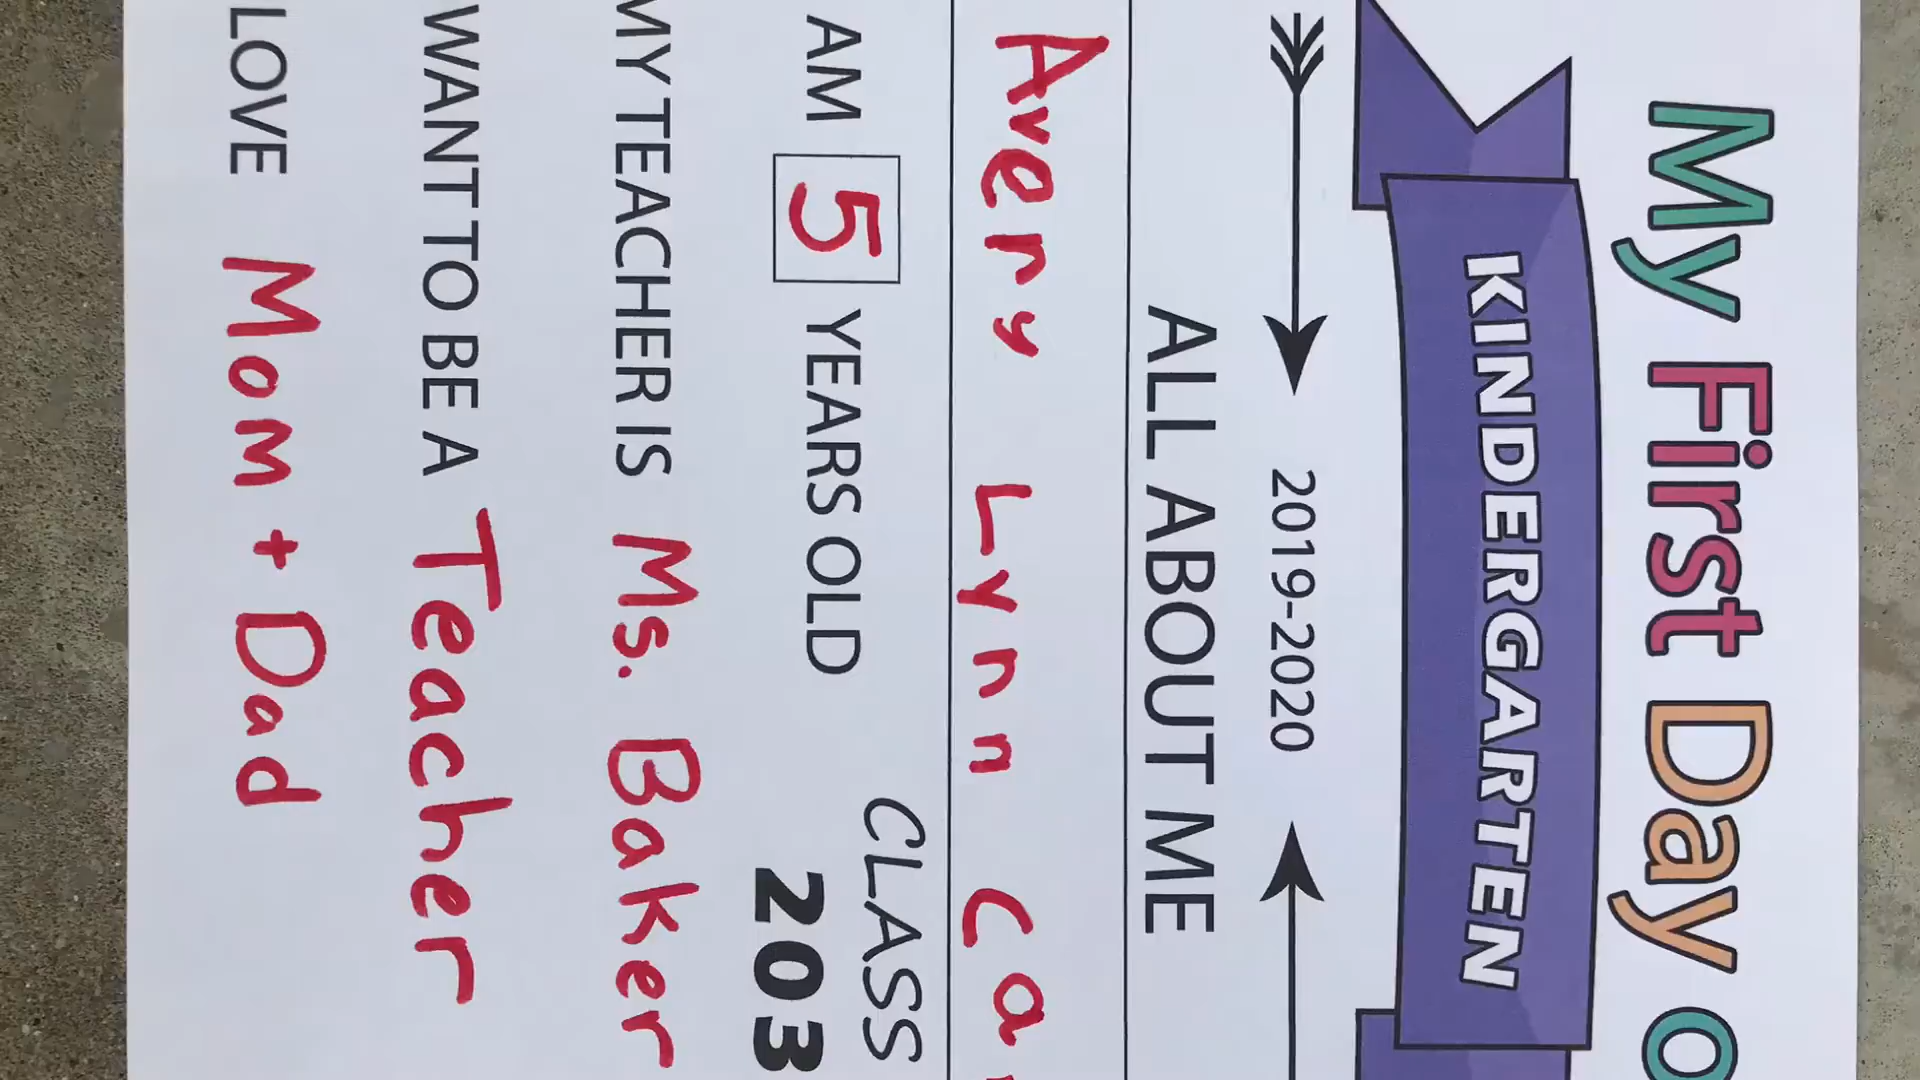 My First Day o
KINDERGARTEN
2019-2020
ALL ABOUT ME
Avery Lynn Ca
AM 5 YEARS OLD
CLASS
203
MY TEACHER IS Ms. Baker
WANT TO BE A Teacher
LOVE Mom + Dad